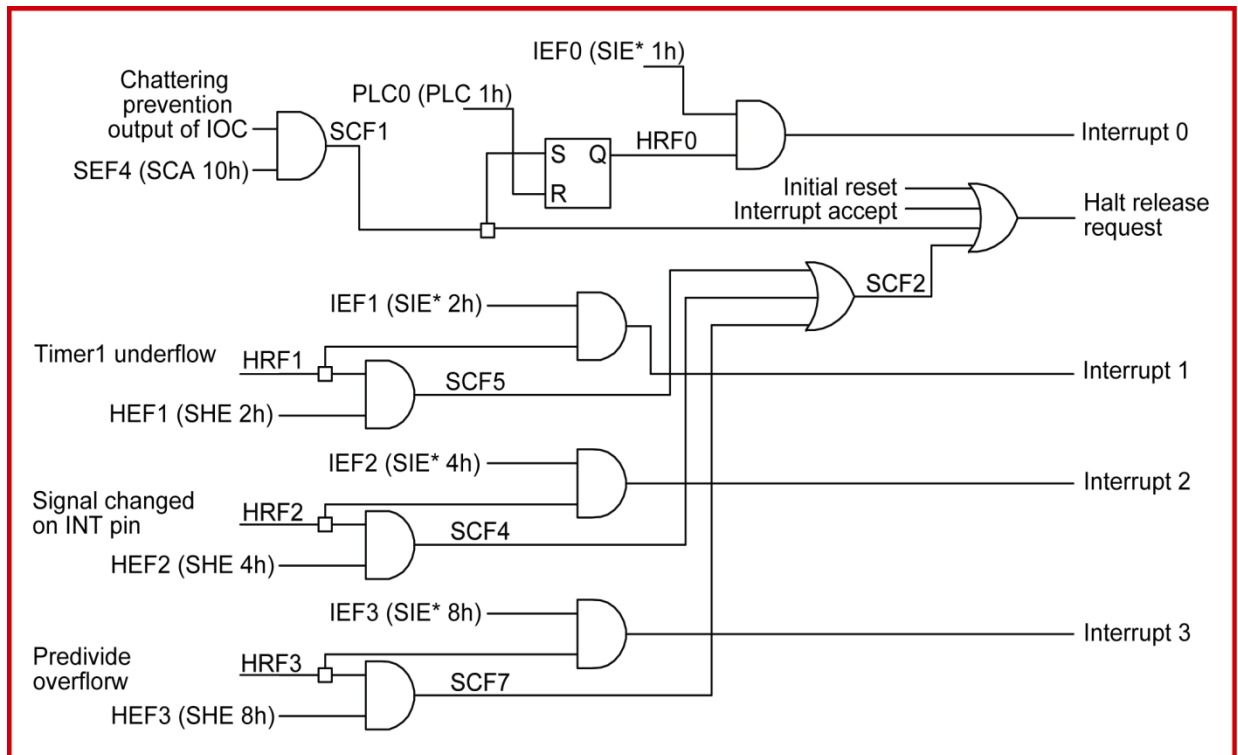 IEF0 (SIE* 1h)
Chattering
prevention
output of IOC
PLC0 (PLC 1h)
SCF1
SEF4 (SCA 10h)
S Q
R
HRF0
Interrupt 0
Initial reset
Interrupt accept
Halt release
request
SCF2
IEF1 (SIE* 2h)
Timer1 underflow
HRF1
SCF5
Interrupt 1
HEF1 (SHE 2h)
IEF2 (SIE* 4h)
Interrupt 2
Signal changed
on INT pin
HRF2
SCF4
HEF2 (SHE 4h)
IEF3 (SIE* 8h)
Interrupt 3
Predivide
overflorw
HRF3
SCF7
HEF3 (SHE 8h)